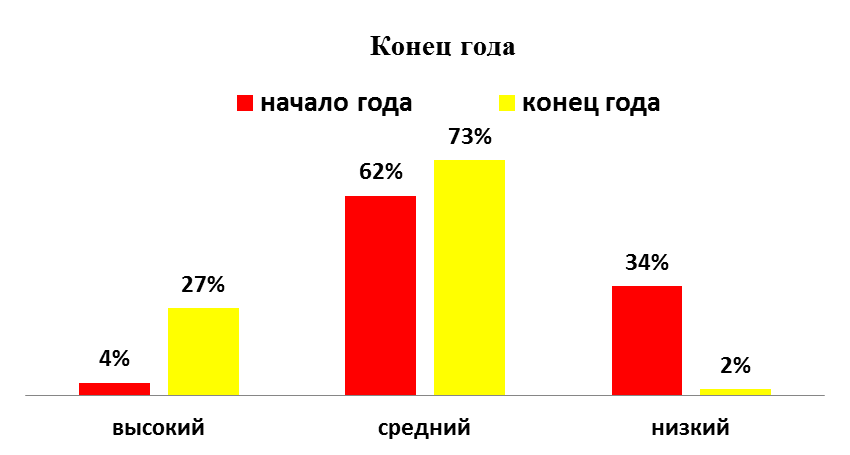 Конец года
начало года конец года
73%
62%
34%
27%
4%
2%
высокий средний низкий